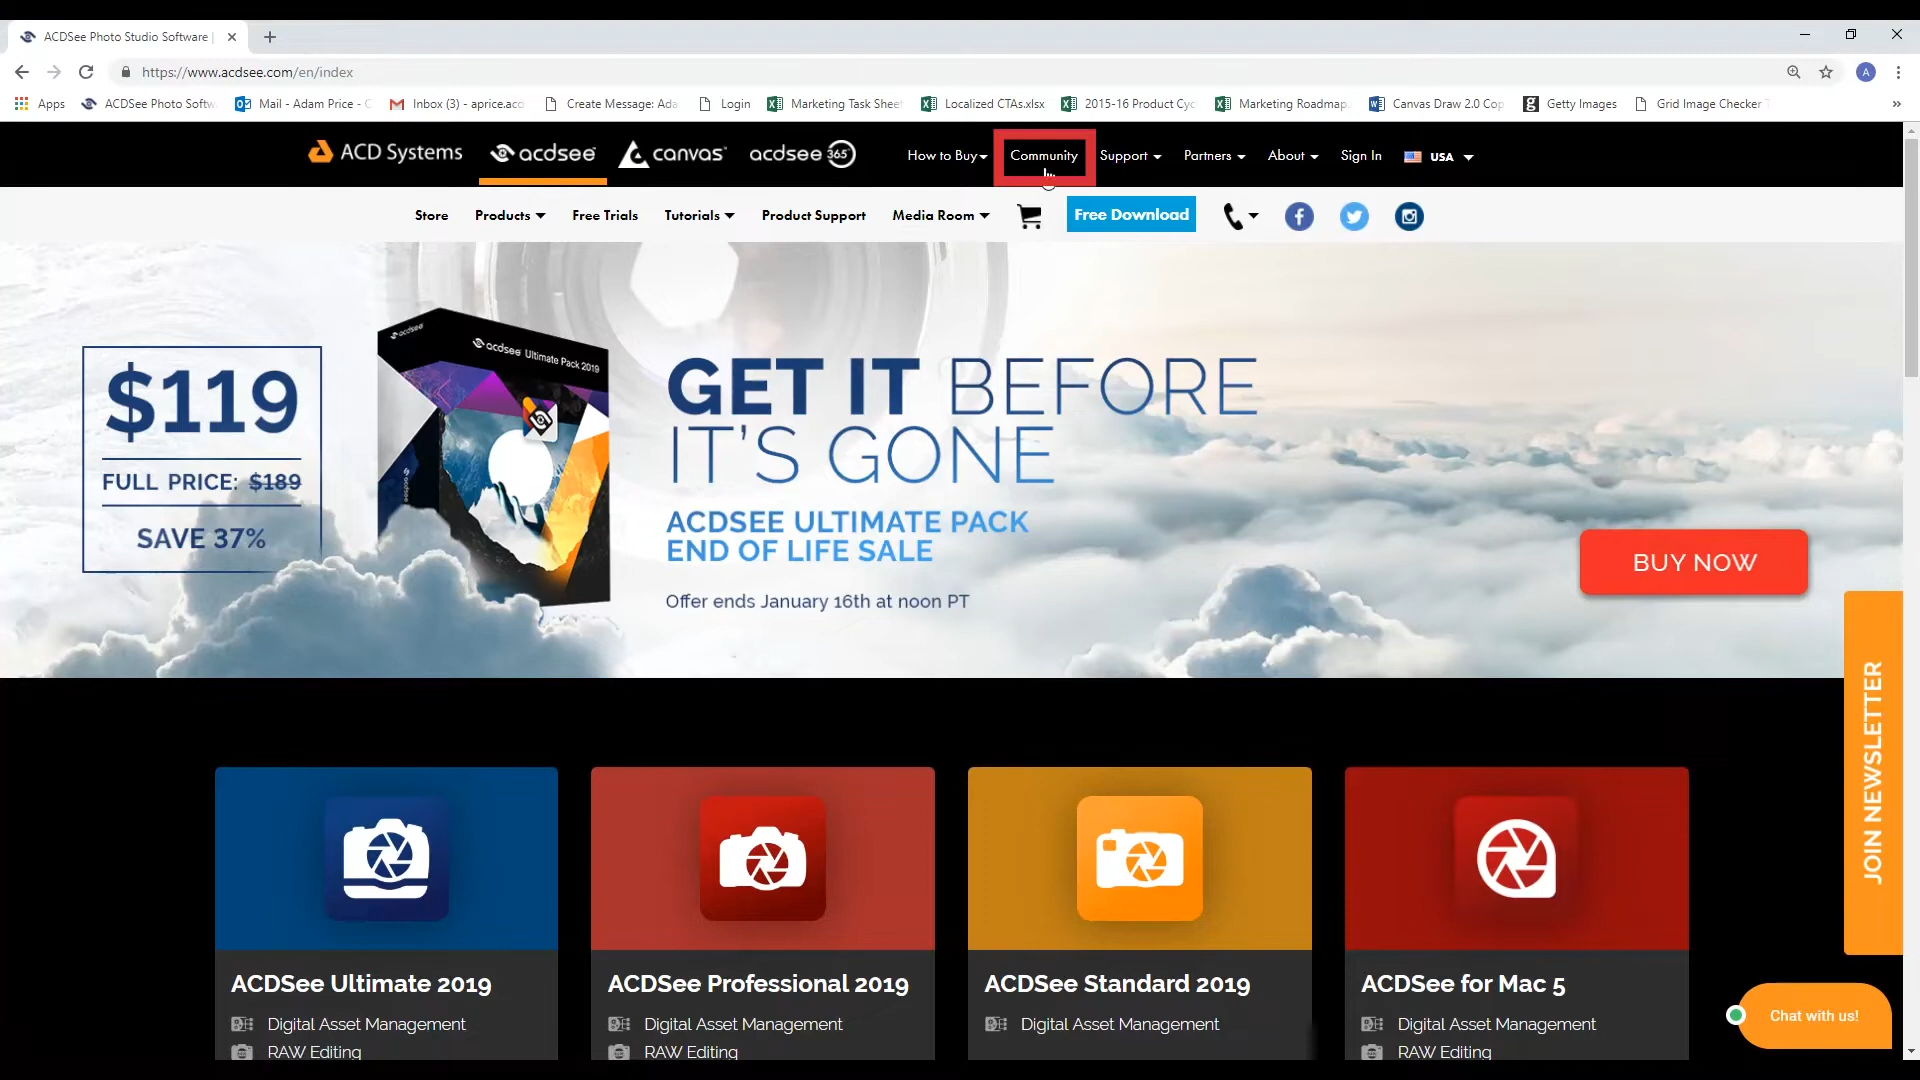 ACDSee Photo Studio Software |
https://www.acdsee.com/en/index
A
Apps ACDSee Photo Softw Mail - Adam Price - C Inbox (3) - aprice.acd Create Message: Ada Login Marketing Task Sheet Localized CTAs.xlsx 2015-16 Product Cyc Marketing Roadmap. Canvas Draw 2.0 Cop Getty Images Grid Image Checker T »
ACD Systems acdsee canvas acdsee 365 How to Buy Community Support Partners About Sign In USA
Store Products Free Trials Tutorials Product Support Media Room Free Download
acdsee
acdsee Ultimate Pack 2019
acdsee
$119
FULL PRICE: $189
SAVE 37%
GET IT BEFORE
IT'S GONE
ACDSEE ULTIMATE PACK
END OF LIFE SALE
Offer ends January 16th at noon PT
BUY NOW
JOIN NEWSLETTER
ACDSee Ultimate 2019
Digital Asset Management
RAW Editing
ACDSee Professional 2019
Digital Asset Management
RAW Editing
ACDSee Standard 2019
Digital Asset Management
ACDSee for Mac 5
Digital Asset Management
RAW Editing
Chat with us!